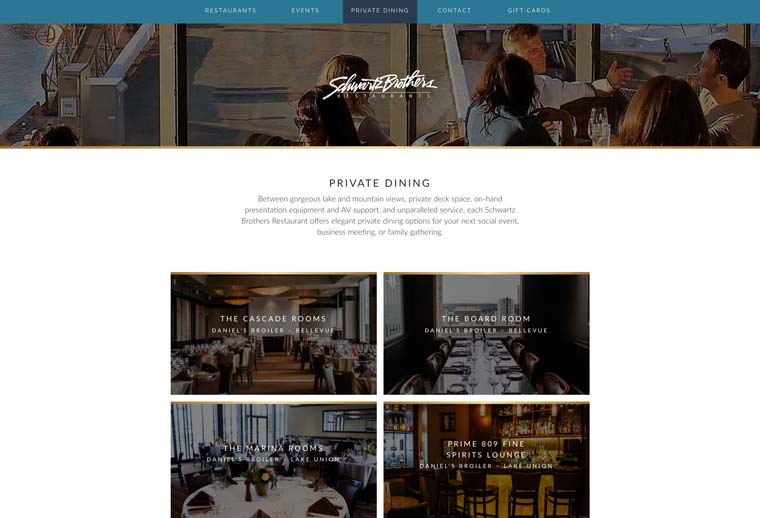 RESTAURANTS EVENTS PRIVATE DINING CONTACT GIFT CARDS
Schwartz Brothers
RESTAURANTS
PRIVATE DINING
Between gorgeous lake and mountain views, private deck space, on-hand
presentation equipment and AV support, and unparalleled service, each Schwartz
Brothers Restaurant offers elegant private dining options for your next social event,
business meeting, or family gathering.
THE CASCADE ROOMS
DANIEL'S BROILER - BELLEVUE
THE BOARD ROOM
DANIEL'S BROILER - BELLEVUE
THE MARINA ROOMS
DANIEL'S BROILER - LAKE UNION
PRIME 809 FINE
SPIRITS LOUNGE
DANIEL'S BROILER - LAKE UNION